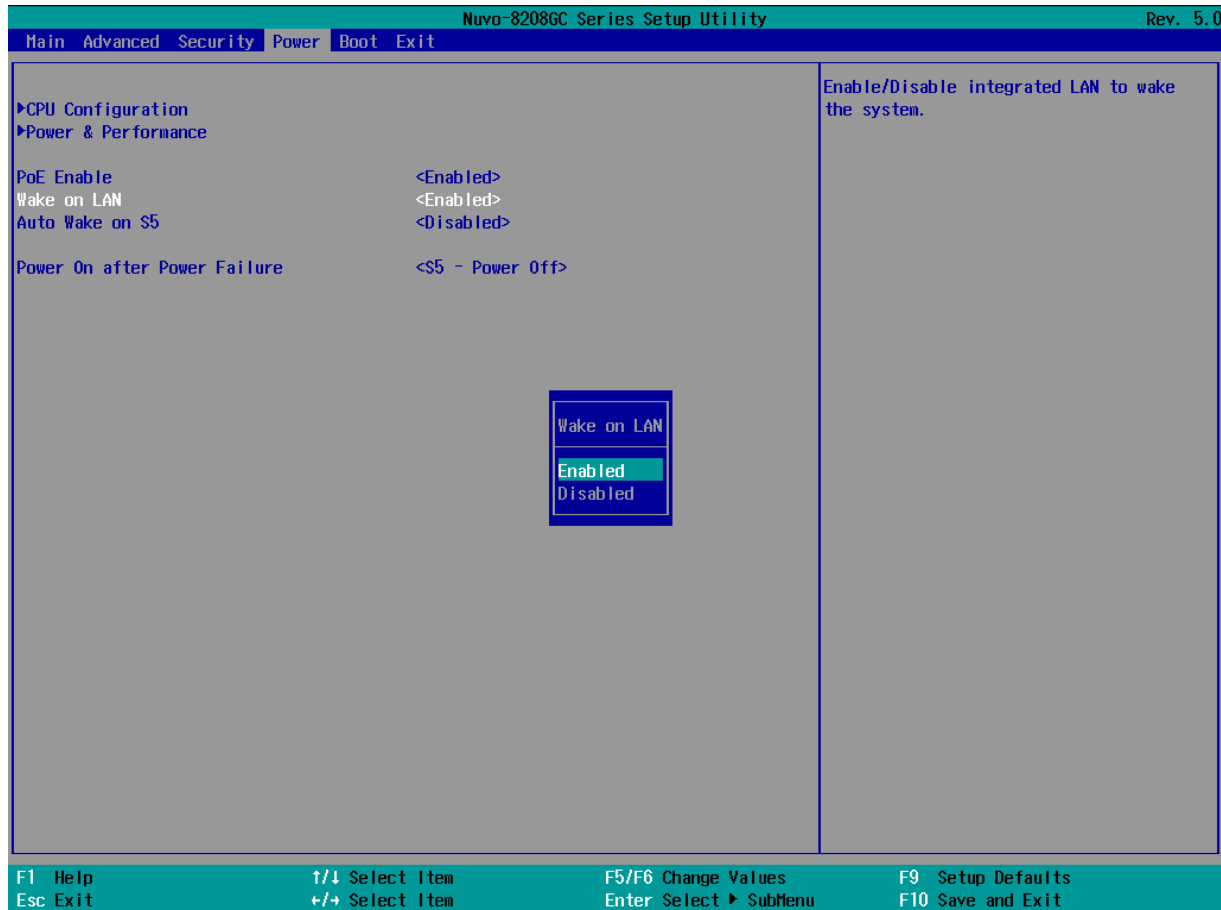 Nuvo-8208GC Series Setup Utility Rev. 5.0
Main Advanced Security Power Boot Exit
▶CPU Configuration
▶Power & Performance
PoE Enable <Enabled>
Wake on LAN <Enabled>
Auto Wake on S5 <Disabled>
Power On after Power Failure <S5 - Power Off>
Enable/Disable integrated LAN to wake
the system.
Wake on LAN
Enabled
Disabled
F1 Help ↑/↓ Select Item F5/F6 Change Values F9 Setup Defaults
Esc Exit ←/→ Select Item Enter Select ▶ SubMenu F10 Save and Exit